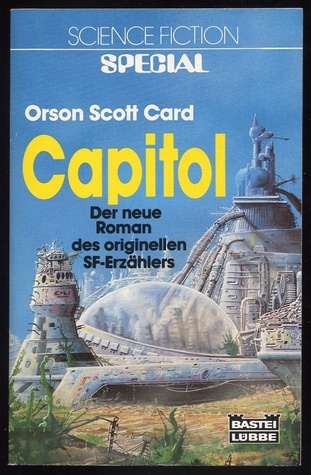 SCIENCE FICTION
SPECIAL
Orson Scott Card
Capitol
Der neue
Roman
des originellen
SF-Erzählers
BASTEI
LÜBBE